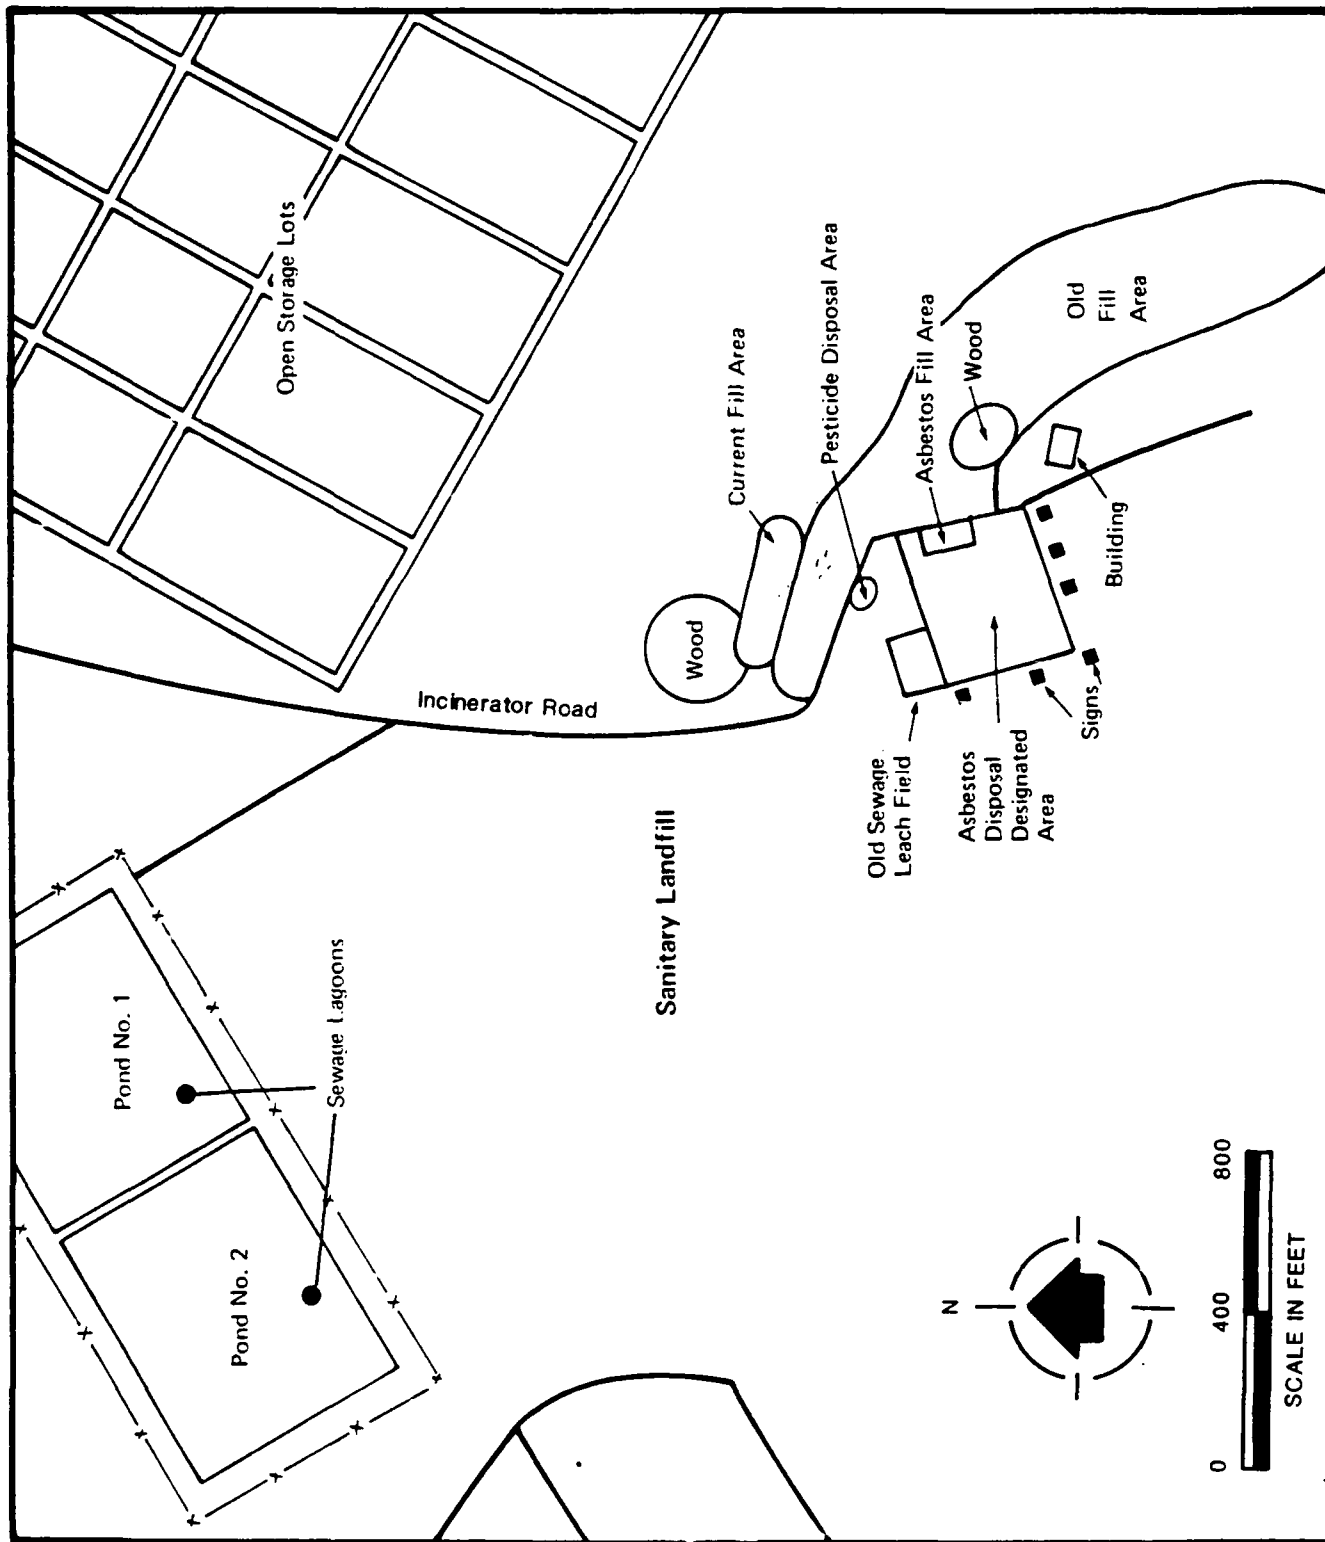 Pond No. 1
Pond No. 2
Sewage Lagoons
Open Storage Lots
Incinerator Road
Sanitary Landfill
Wood
Current Fill Area
Pesticide Disposal Area
Asbestos Fill Area
Wood
Old
Fill
Area
Old Sewage
Leach Field
Asbestos
Disposal
Designated
Area
Signs
Building
N
0 400 800
SCALE IN FEET